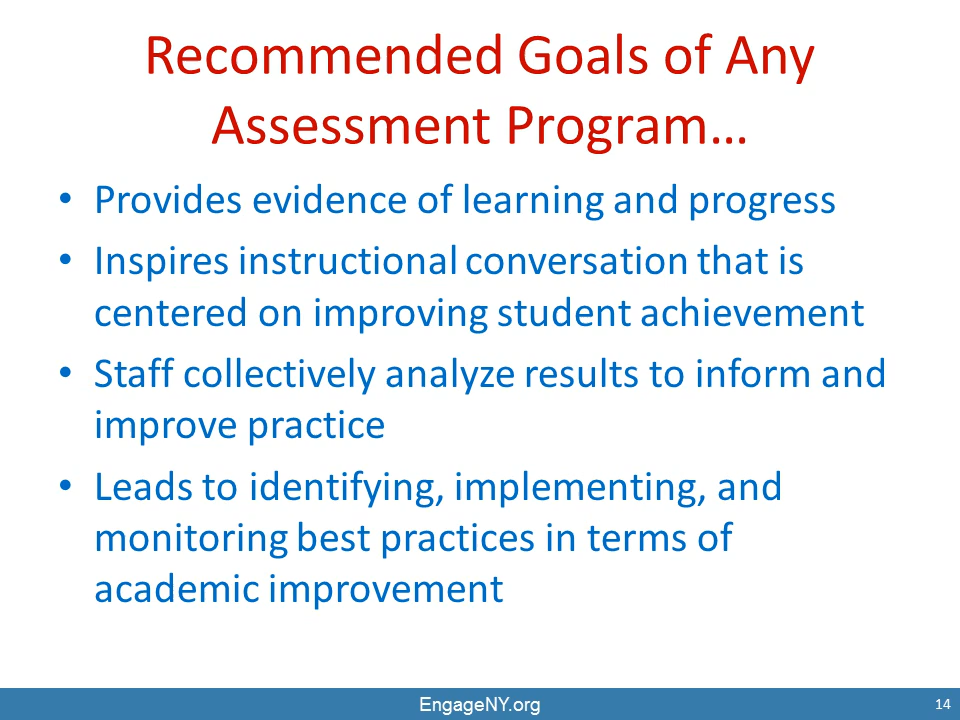 Recommended Goals of Any
Assessment Program…
• Provides evidence of learning and progress
• Inspires instructional conversation that is
centered on improving student achievement
• Staff collectively analyze results to inform and
improve practice
• Leads to identifying, implementing, and
monitoring best practices in terms of
academic improvement
EngageNY.org
14